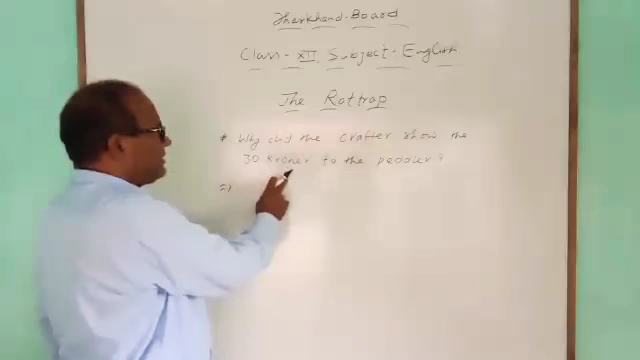 Jharkhand-Board
Class-XII, Subject-English
The Rattrap
* Why did the crofter show the
30 kroner to the peddler?
⇒